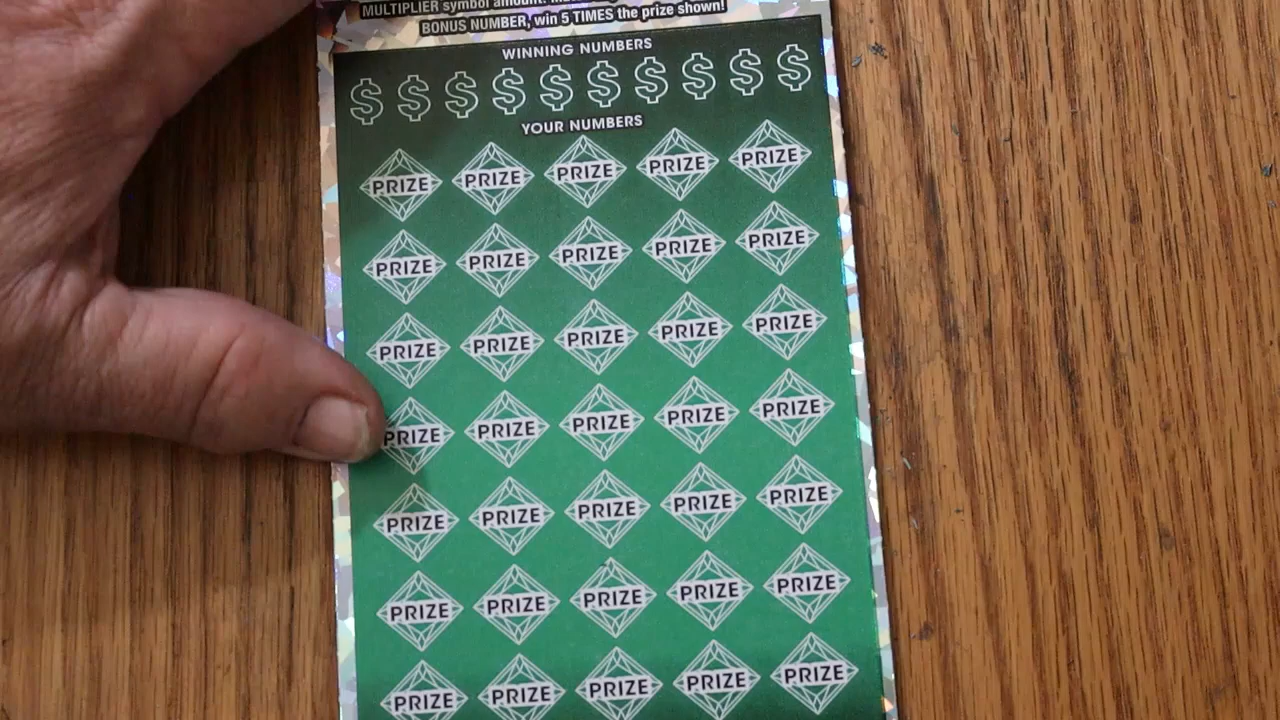 MULTIPLIER symbol amount.
BONUS NUMBER, win 5 TIMES the prize shown!
WINNING NUMBERS
$ $ $ $ $ $ $ $ $ $
YOUR NUMBERS
PRIZE PRIZE PRIZE PRIZE PRIZE
PRIZE PRIZE PRIZE PRIZE PRIZE
PRIZE PRIZE PRIZE PRIZE PRIZE
PRIZE PRIZE PRIZE PRIZE PRIZE
PRIZE PRIZE PRIZE PRIZE PRIZE
PRIZE PRIZE PRIZE PRIZE PRIZE
PRIZE PRIZE PRIZE PRIZE PRIZE